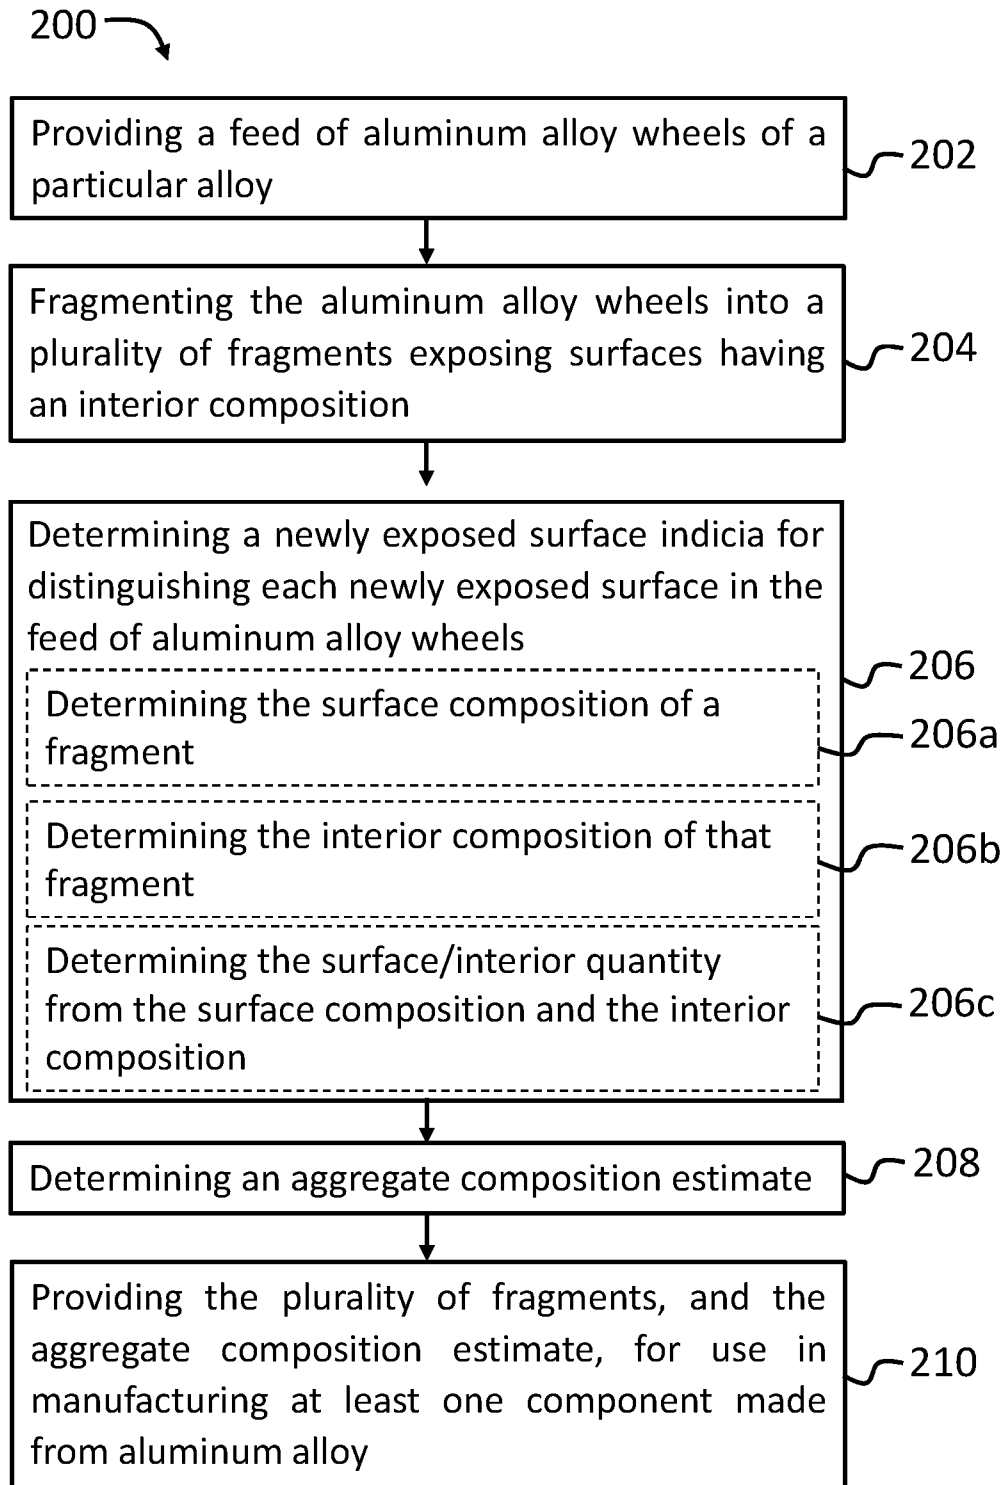 200
Providing a feed of aluminum alloy wheels of a
particular alloy
202
Fragmenting the aluminum alloy wheels into a
plurality of fragments exposing surfaces having
an interior composition
204
Determining a newly exposed surface indicia for
distinguishing each newly exposed surface in the
feed of aluminum alloy wheels
206
Determining the surface composition of a
fragment
206a
Determining the interior composition of that
fragment
206b
Determining the surface/interior quantity
from the surface composition and the interior
composition
206c
Determining an aggregate composition estimate
208
Providing the plurality of fragments, and the
aggregate composition estimate, for use in
manufacturing at least one component made
from aluminum alloy
210